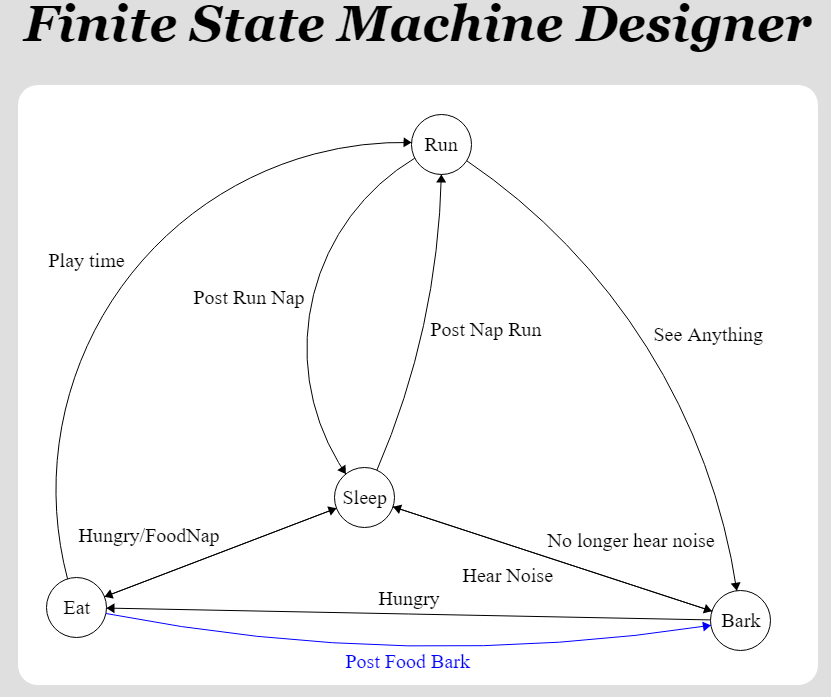 Finite State Machine Designer
Run
Play time
Post Run Nap
Post Nap Run
See Anything
Sleep
Hungry/FoodNap
No longer hear noise
Hear Noise
Hungry
Eat
Bark
Post Food Bark